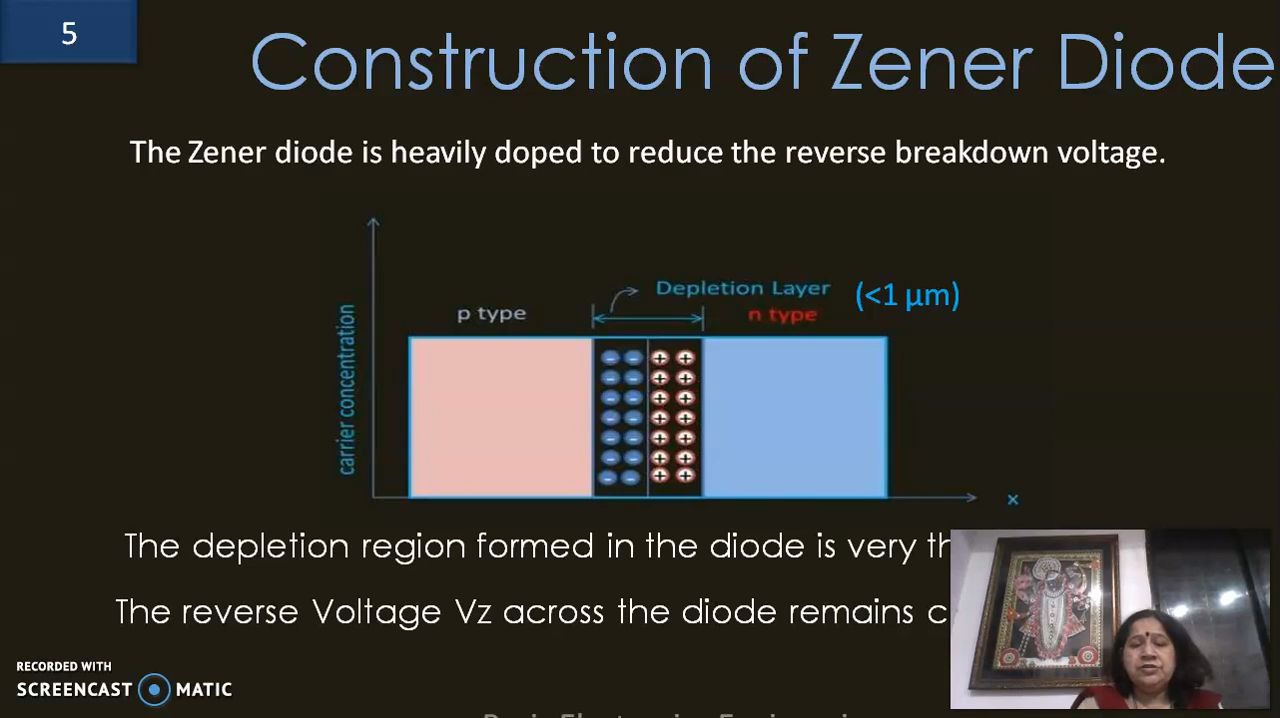 5
Construction of Zener Diode
The Zener diode is heavily doped to reduce the reverse breakdown voltage.
Depletion Layer (<1 μm)
p type
n type
carrier concentration
- - + +
- - + +
- - + +
- - + +
- - + +
- - + +
- - + +
x
The depletion region formed in the diode is very th
The reverse Voltage Vz across the diode remains c
RECORDED WITH
SCREENCAST MATIC